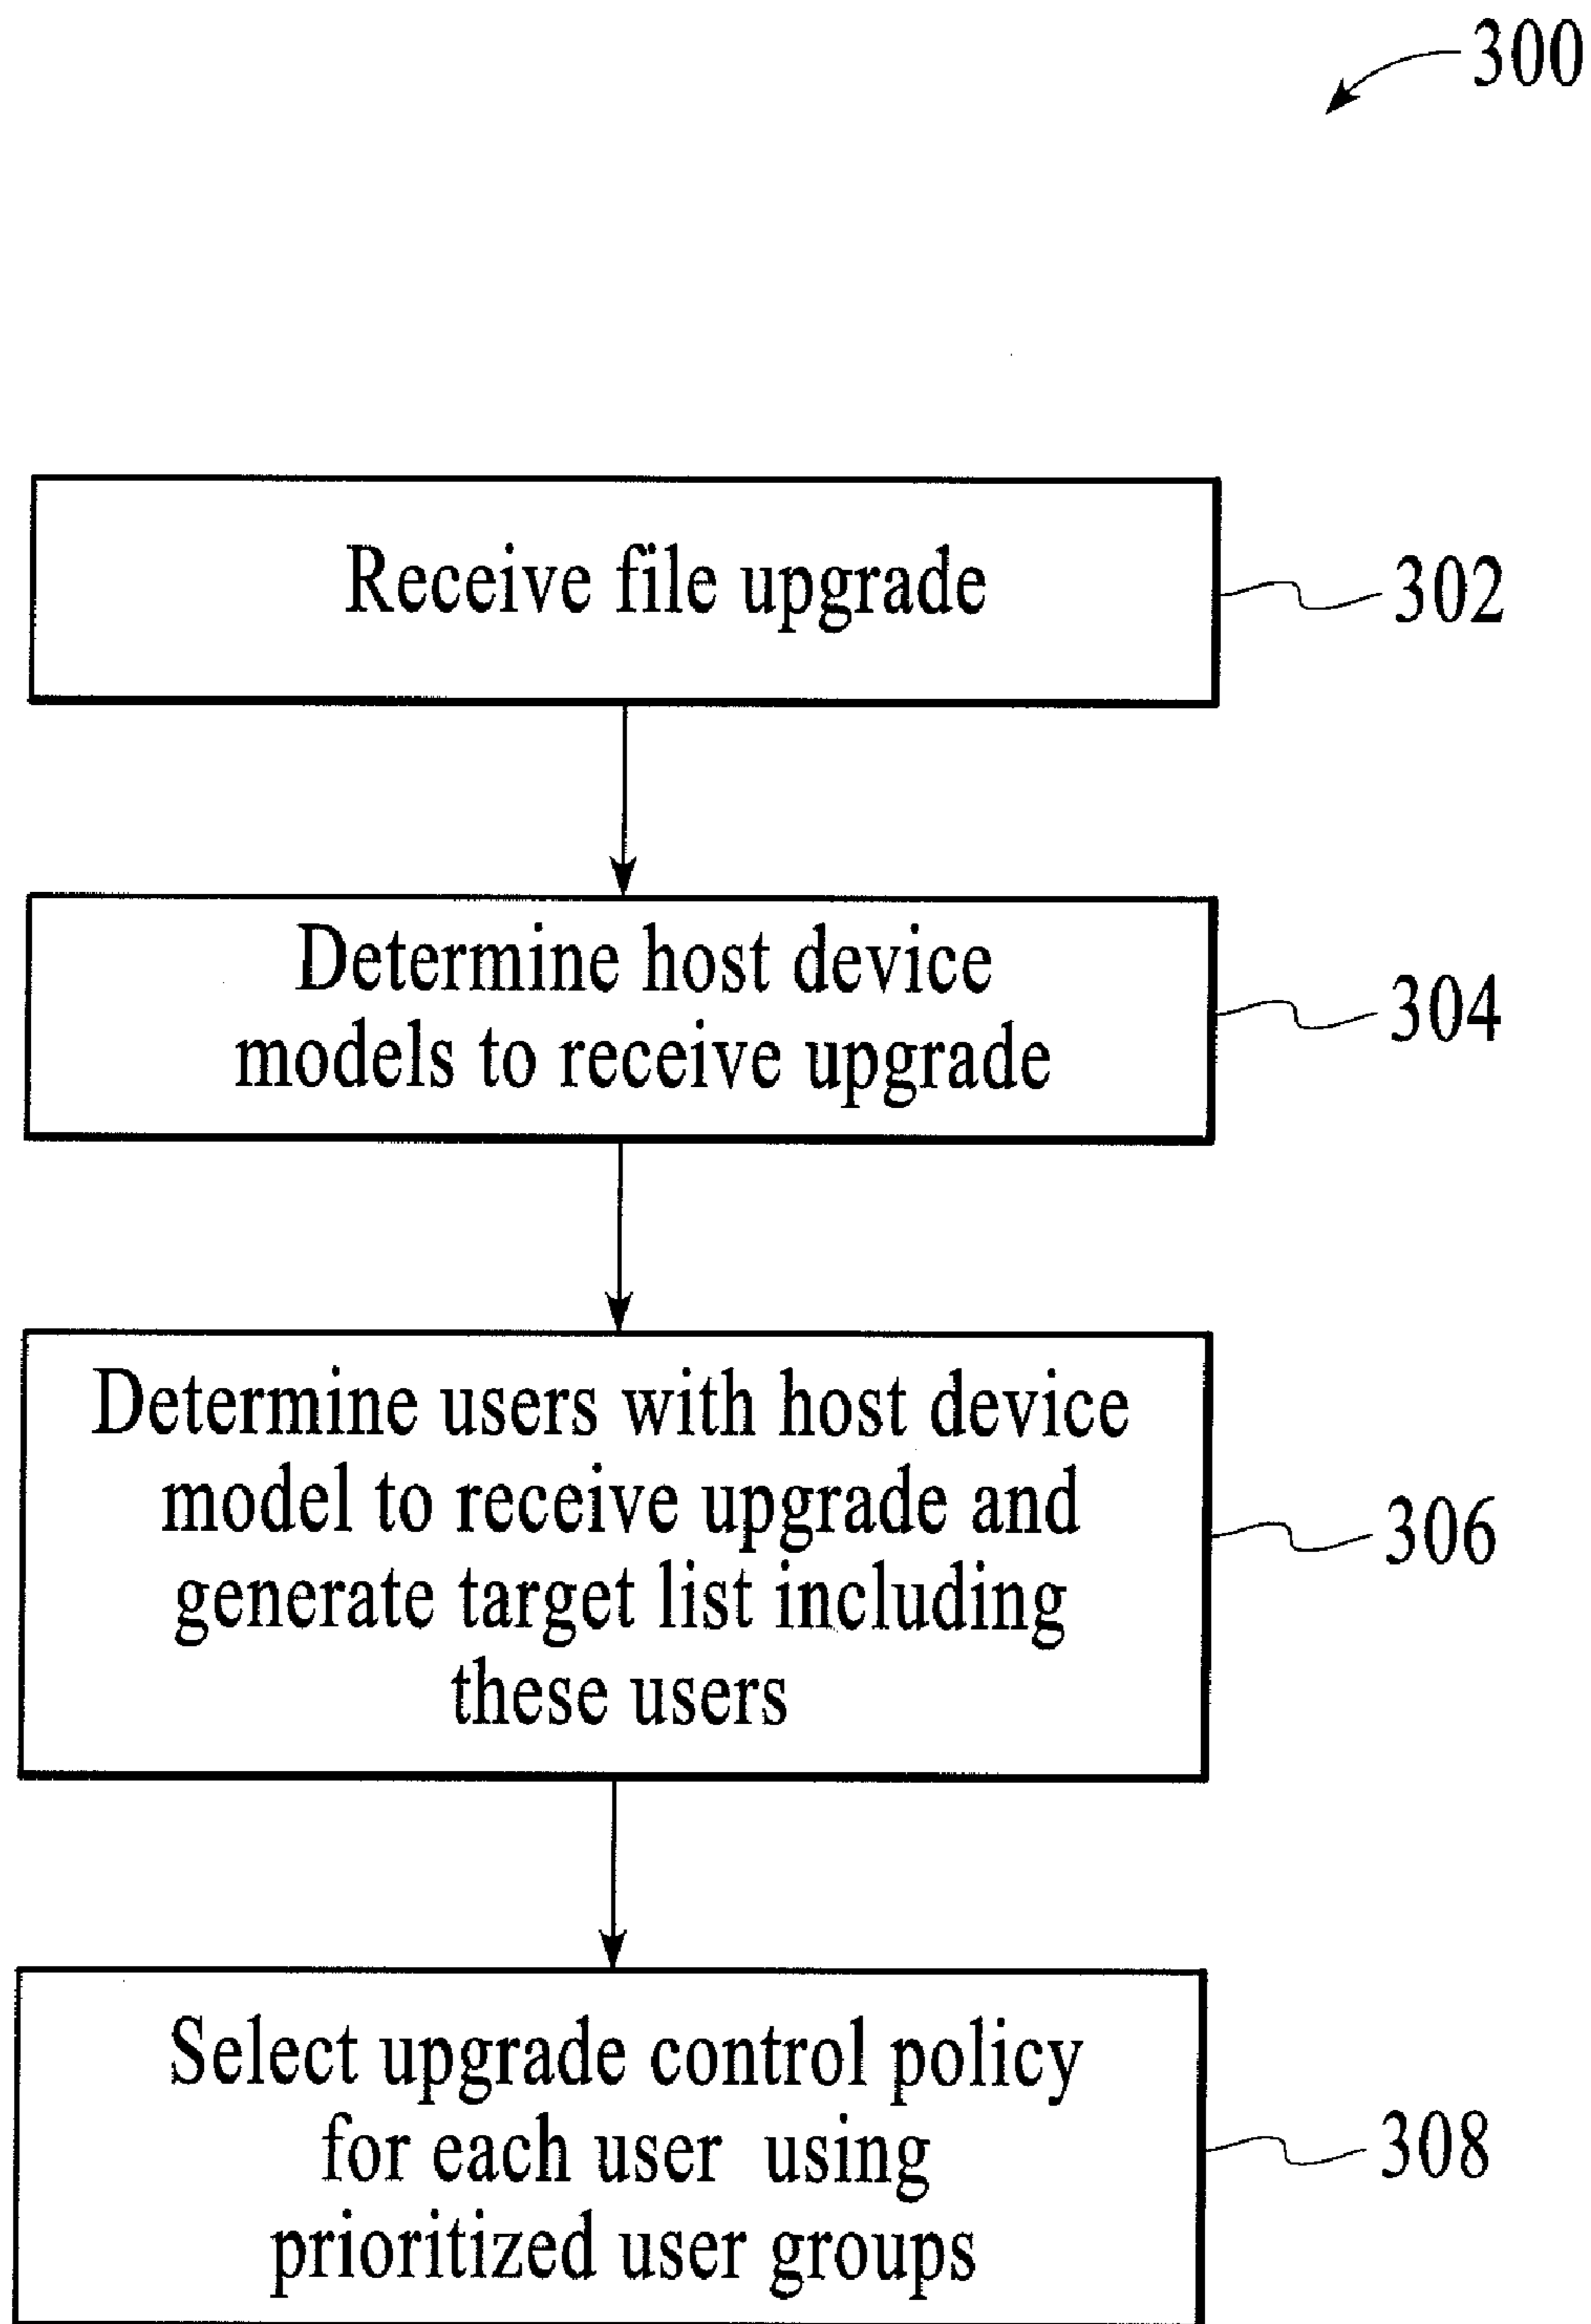 300
Receive file upgrade
302
Determine host device
models to receive upgrade
304
Determine users with host device
model to receive upgrade and
generate target list including
these users
306
Select upgrade control policy
for each user using
prioritized user groups
308